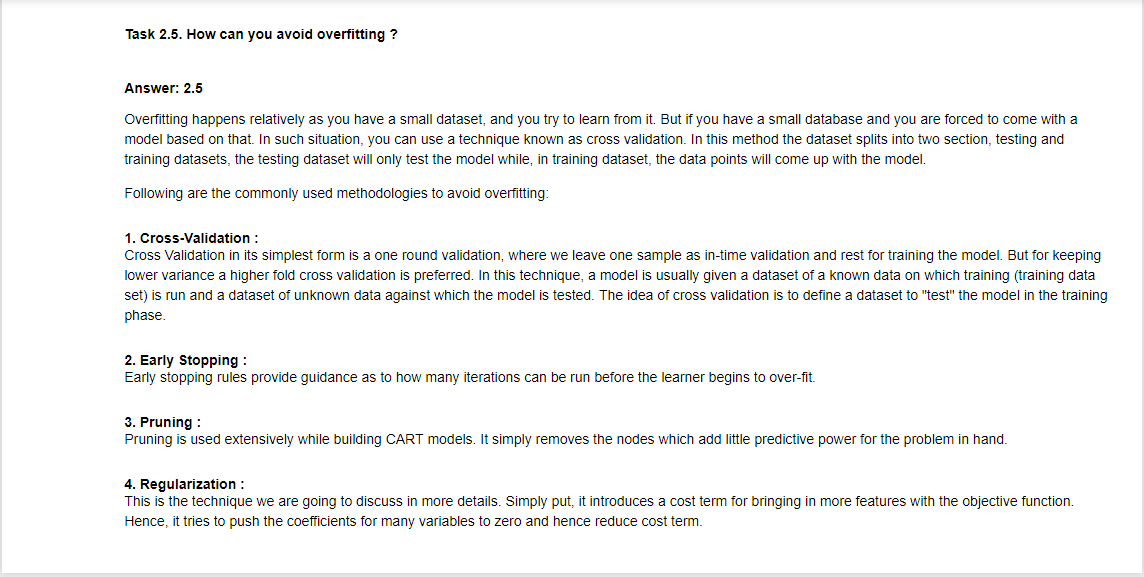 Task 2.5. How can you avoid overfitting ?
Answer: 2.5
Overfitting happens relatively as you have a small dataset, and you try to learn from it. But if you have a small database and you are forced to come with a
model based on that. In such situation, you can use a technique known as cross validation. In this method the dataset splits into two section, testing and
training datasets, the testing dataset will only test the model while, in training dataset, the data points will come up with the model.
Following are the commonly used methodologies to avoid overfitting:
1. Cross-Validation :
Cross Validation in its simplest form is a one round validation, where we leave one sample as in-time validation and rest for training the model. But for keeping
lower variance a higher fold cross validation is preferred. In this technique, a model is usually given a dataset of a known data on which training (training data
set) is run and a dataset of unknown data against which the model is tested. The idea of cross validation is to define a dataset to "test" the model in the training
phase.
2. Early Stopping :
Early stopping rules provide guidance as to how many iterations can be run before the learner begins to over-fit.
3. Pruning :
Pruning is used extensively while building CART models. It simply removes the nodes which add little predictive power for the problem in hand.
4. Regularization :
This is the technique we are going to discuss in more details. Simply put, it introduces a cost term for bringing in more features with the objective function.
Hence, it tries to push the coefficients for many variables to zero and hence reduce cost term.